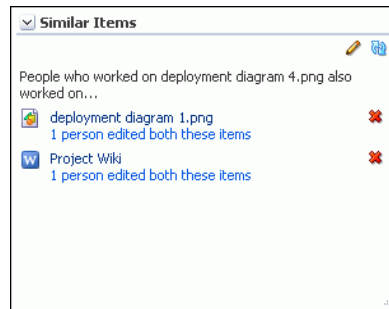 Similar Items
People who worked on deployment diagram 4.png also
worked on...
deployment diagram 1.png
1 person edited both these items
W Project Wiki
1 person edited both these items